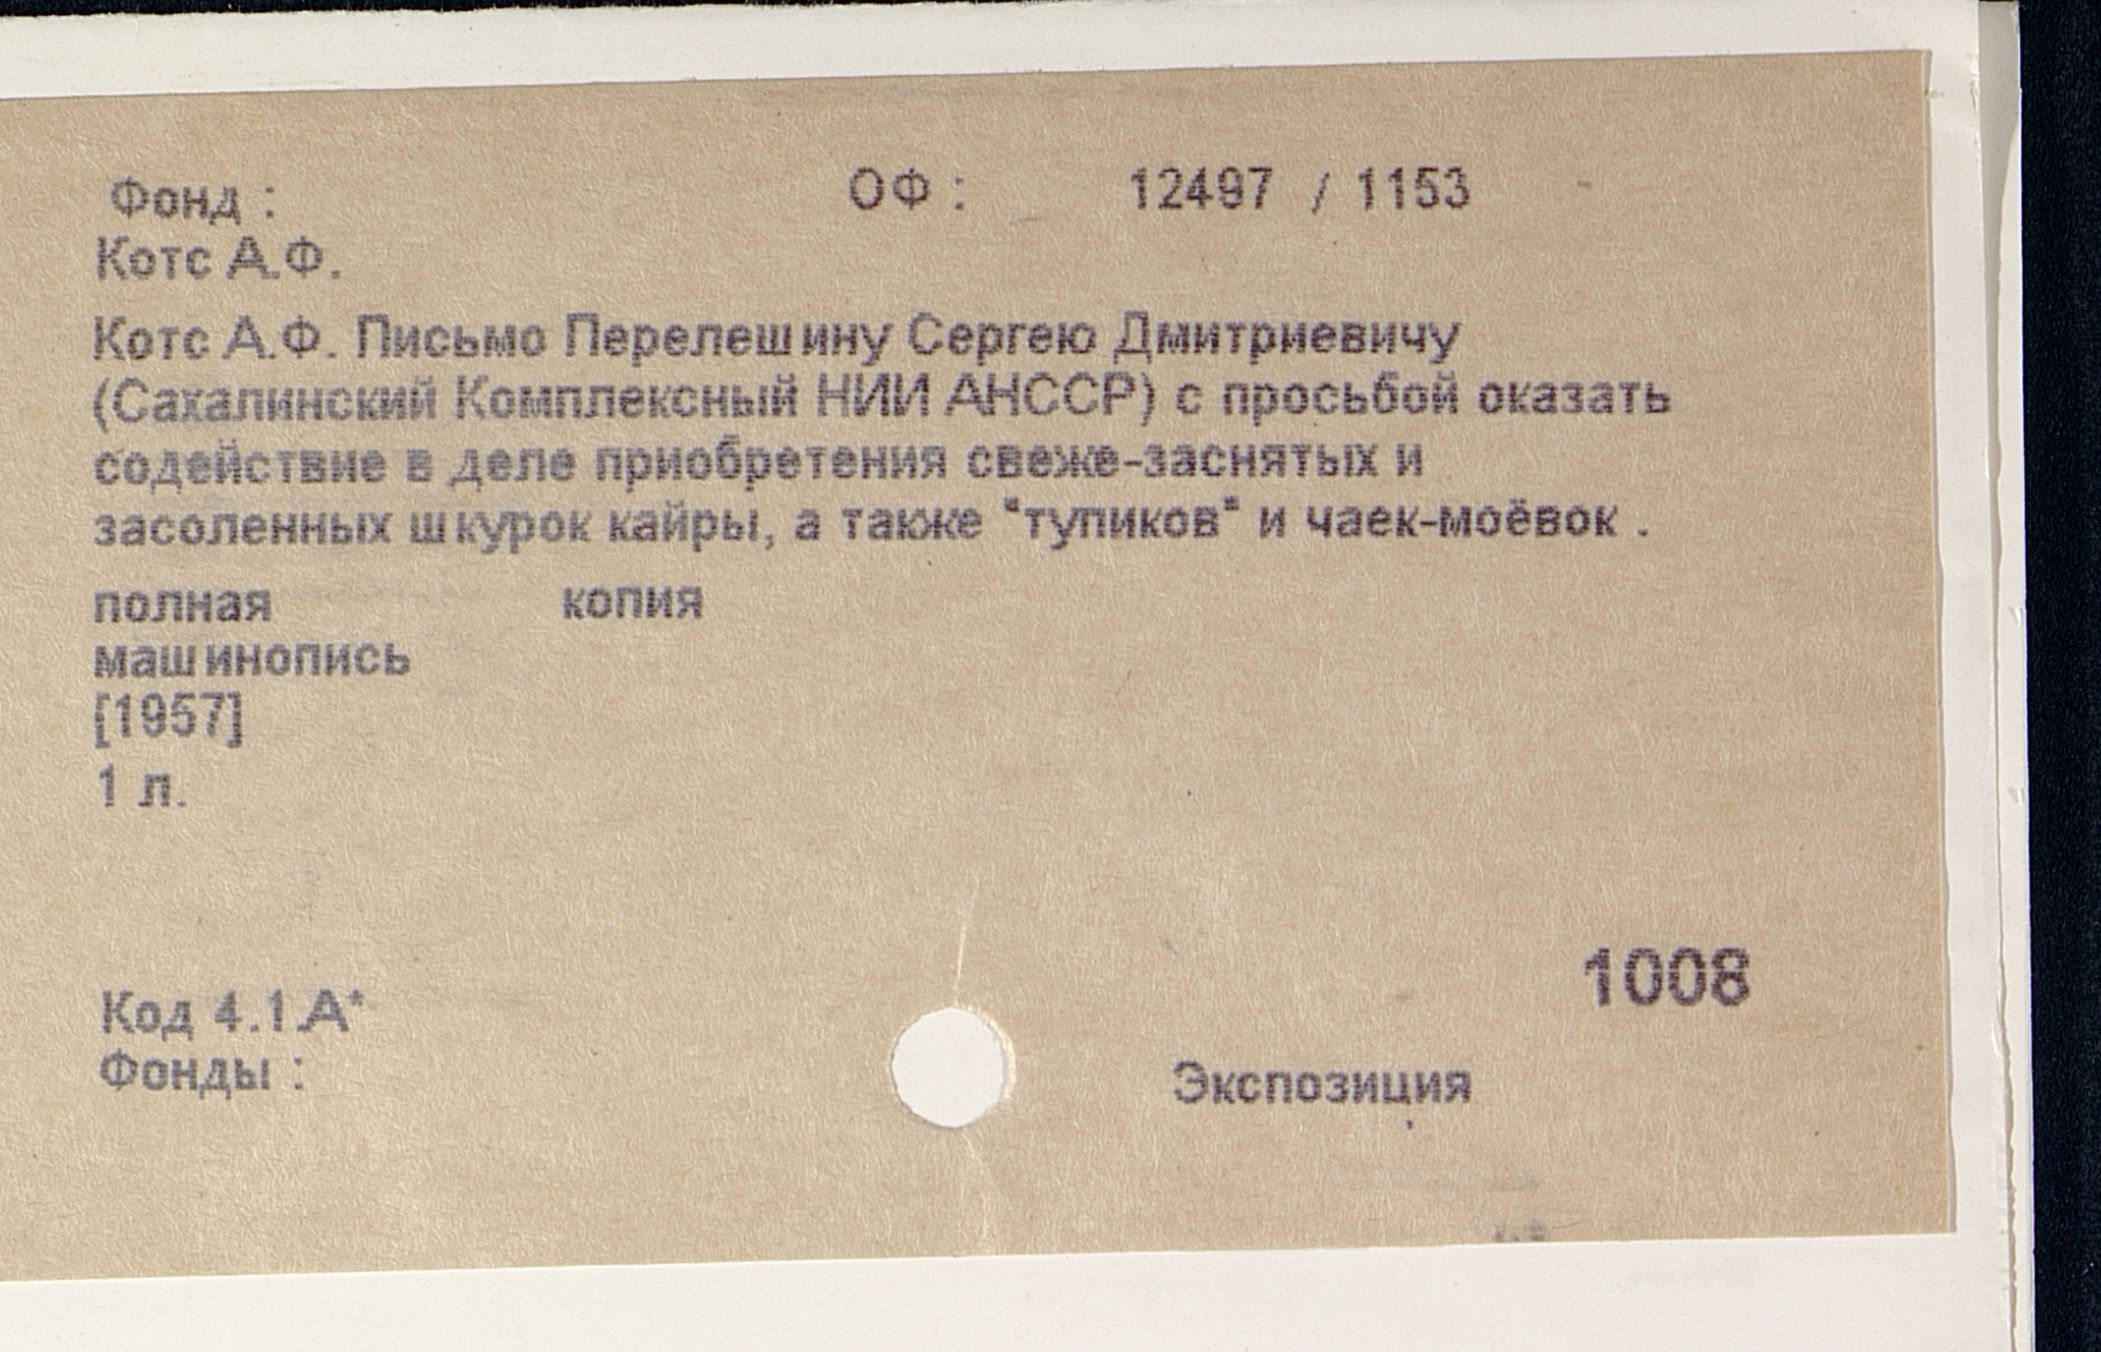 Фонд : ОФ : 12497 / 1153
Котс А.Ф.
Котс А.Ф. Письмо Перелешину Сергею Дмитриевичу
(Сахалинский Комплексный НИИ АНССР) с просьбой оказать
содействие в деле приобретения свеже-заснятых и
засоленных шкурок кайры, а также "тупиков" и чаек-моёвок .
полная копия
машинопись
[1957]
1 л.
1008
Код 4.1.А*
Фонды : Экспозиция